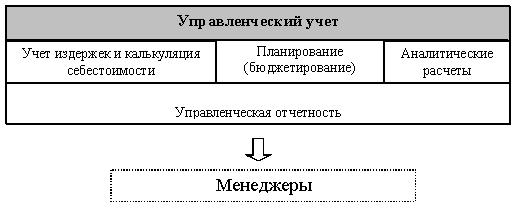 Управленческий учет
Учет издержек и калькуляция
себестоимости
Планирование
(бюджетирование)
Аналитические
расчеты
Управленческая отчетность
Менеджеры